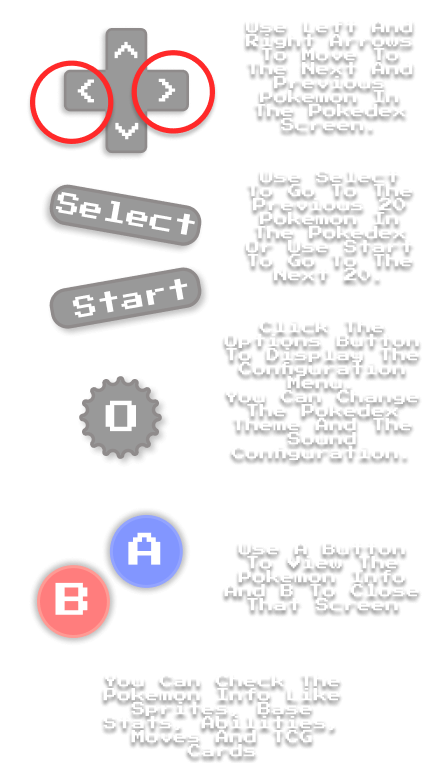 Use Left And
Right Arrows
To Move To
The Next And
Previous
Pokemon In
The Pokedex
Screen.
Select
Use Select
To Go To The
Previous 20
Pokemon In
The Pokedex
Or Use Start
To Go To The
Next 20.
Start
Click The
Options Button
To Display The
Configuration
Menu.
You Can Change
The Pokedex
Theme And The
Sound
Configuration.
O
A
B
Use A Button
To View The
Pokemon Info
And B To Close
That Screen
You Can Check The
Pokemon Info Like
Sprites, Base
Stats, Abilities,
Moves And TCG
Cards